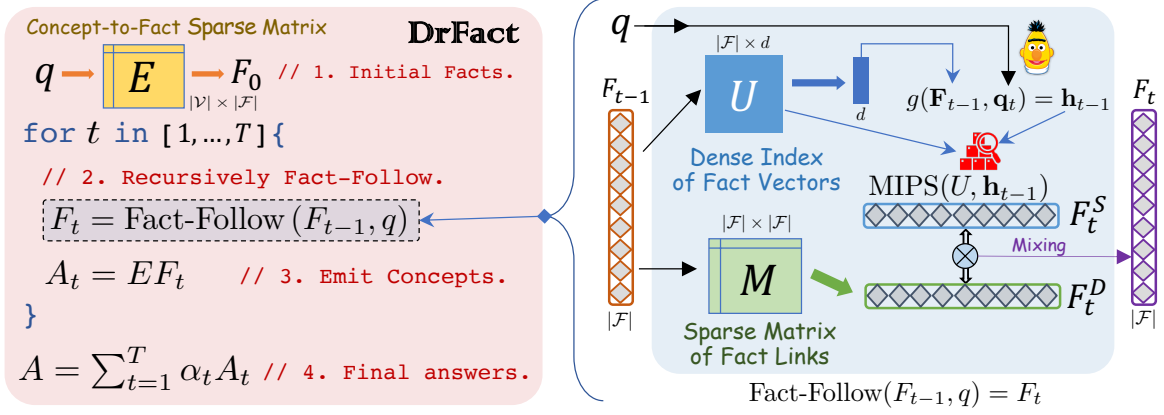 Concept-to-Fact Sparse Matrix
DrFact
q E F_0 // 1. Initial Facts.
|𝒱| × |ℱ|
for t in [1, …, T]{
// 2. Recursively Fact-Follow.
F_t = Fact-Follow (F_{t−1}, q)
A_t = EF_t // 3. Emit Concepts.
}
A = ∑_{t=1}^{T} α_t A_t // 4. Final answers.
q
|ℱ| × d
F_{t−1}
U
d
g(𝐅_{t−1}, 𝐪_t) = 𝐡_{t−1}
F_t
Dense Index
of Fact Vectors
MIPS(U, 𝐡_{t−1})
F_t^S
|ℱ| × |ℱ|
M
Mixing
F_t^D
|ℱ|
|ℱ|
Sparse Matrix
of Fact Links
Fact-Follow(F_{t−1}, q) = F_t